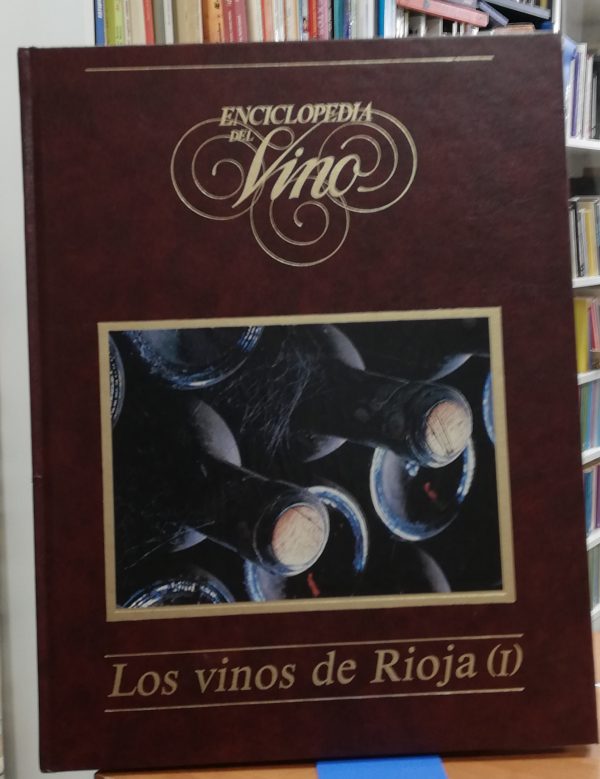 ENCICLOPEDIA
DEL
Vino
Los vinos de Rioja (I)